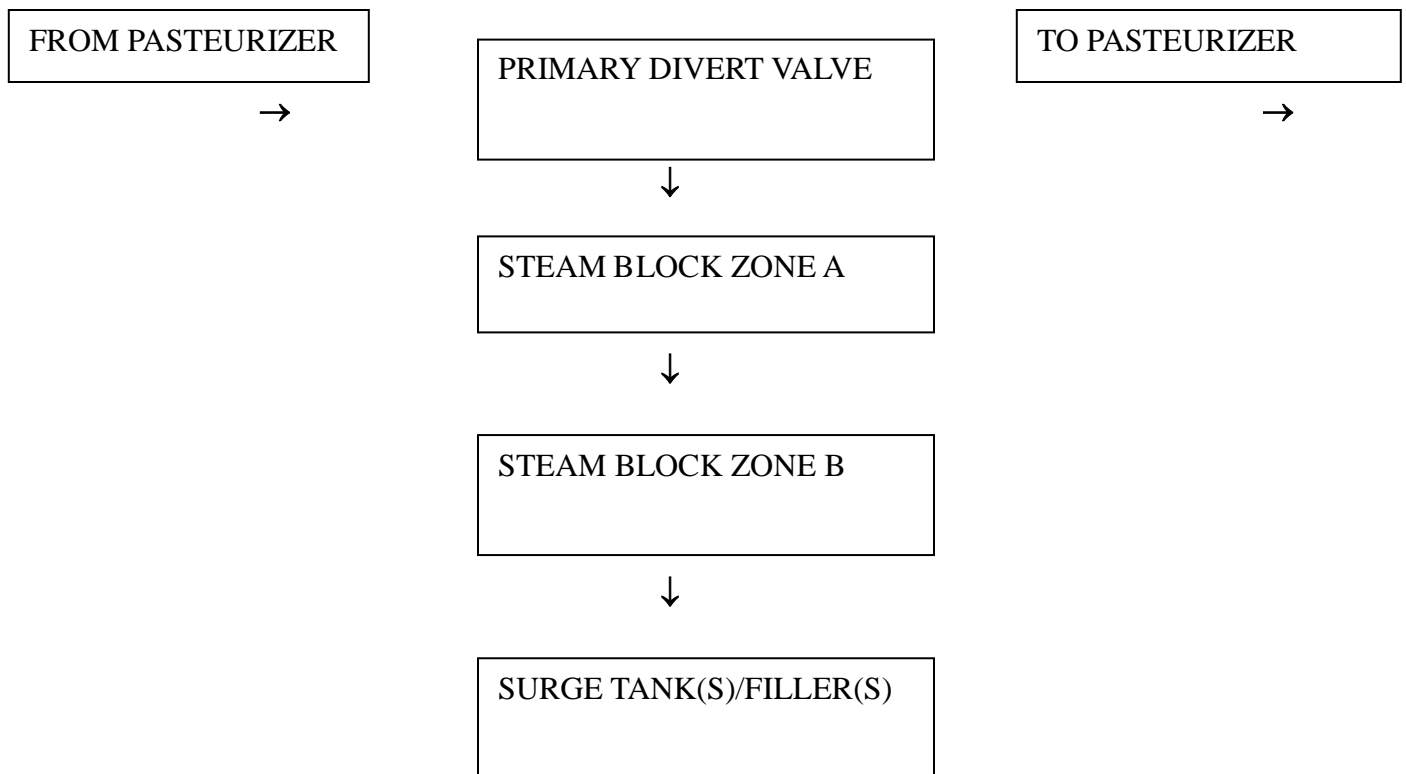 FROM PASTEURIZER
PRIMARY DIVERT VALVE
TO PASTEURIZER
→
→
↓
STEAM BLOCK ZONE A
↓
STEAM BLOCK ZONE B
↓
SURGE TANK(S)/FILLER(S)